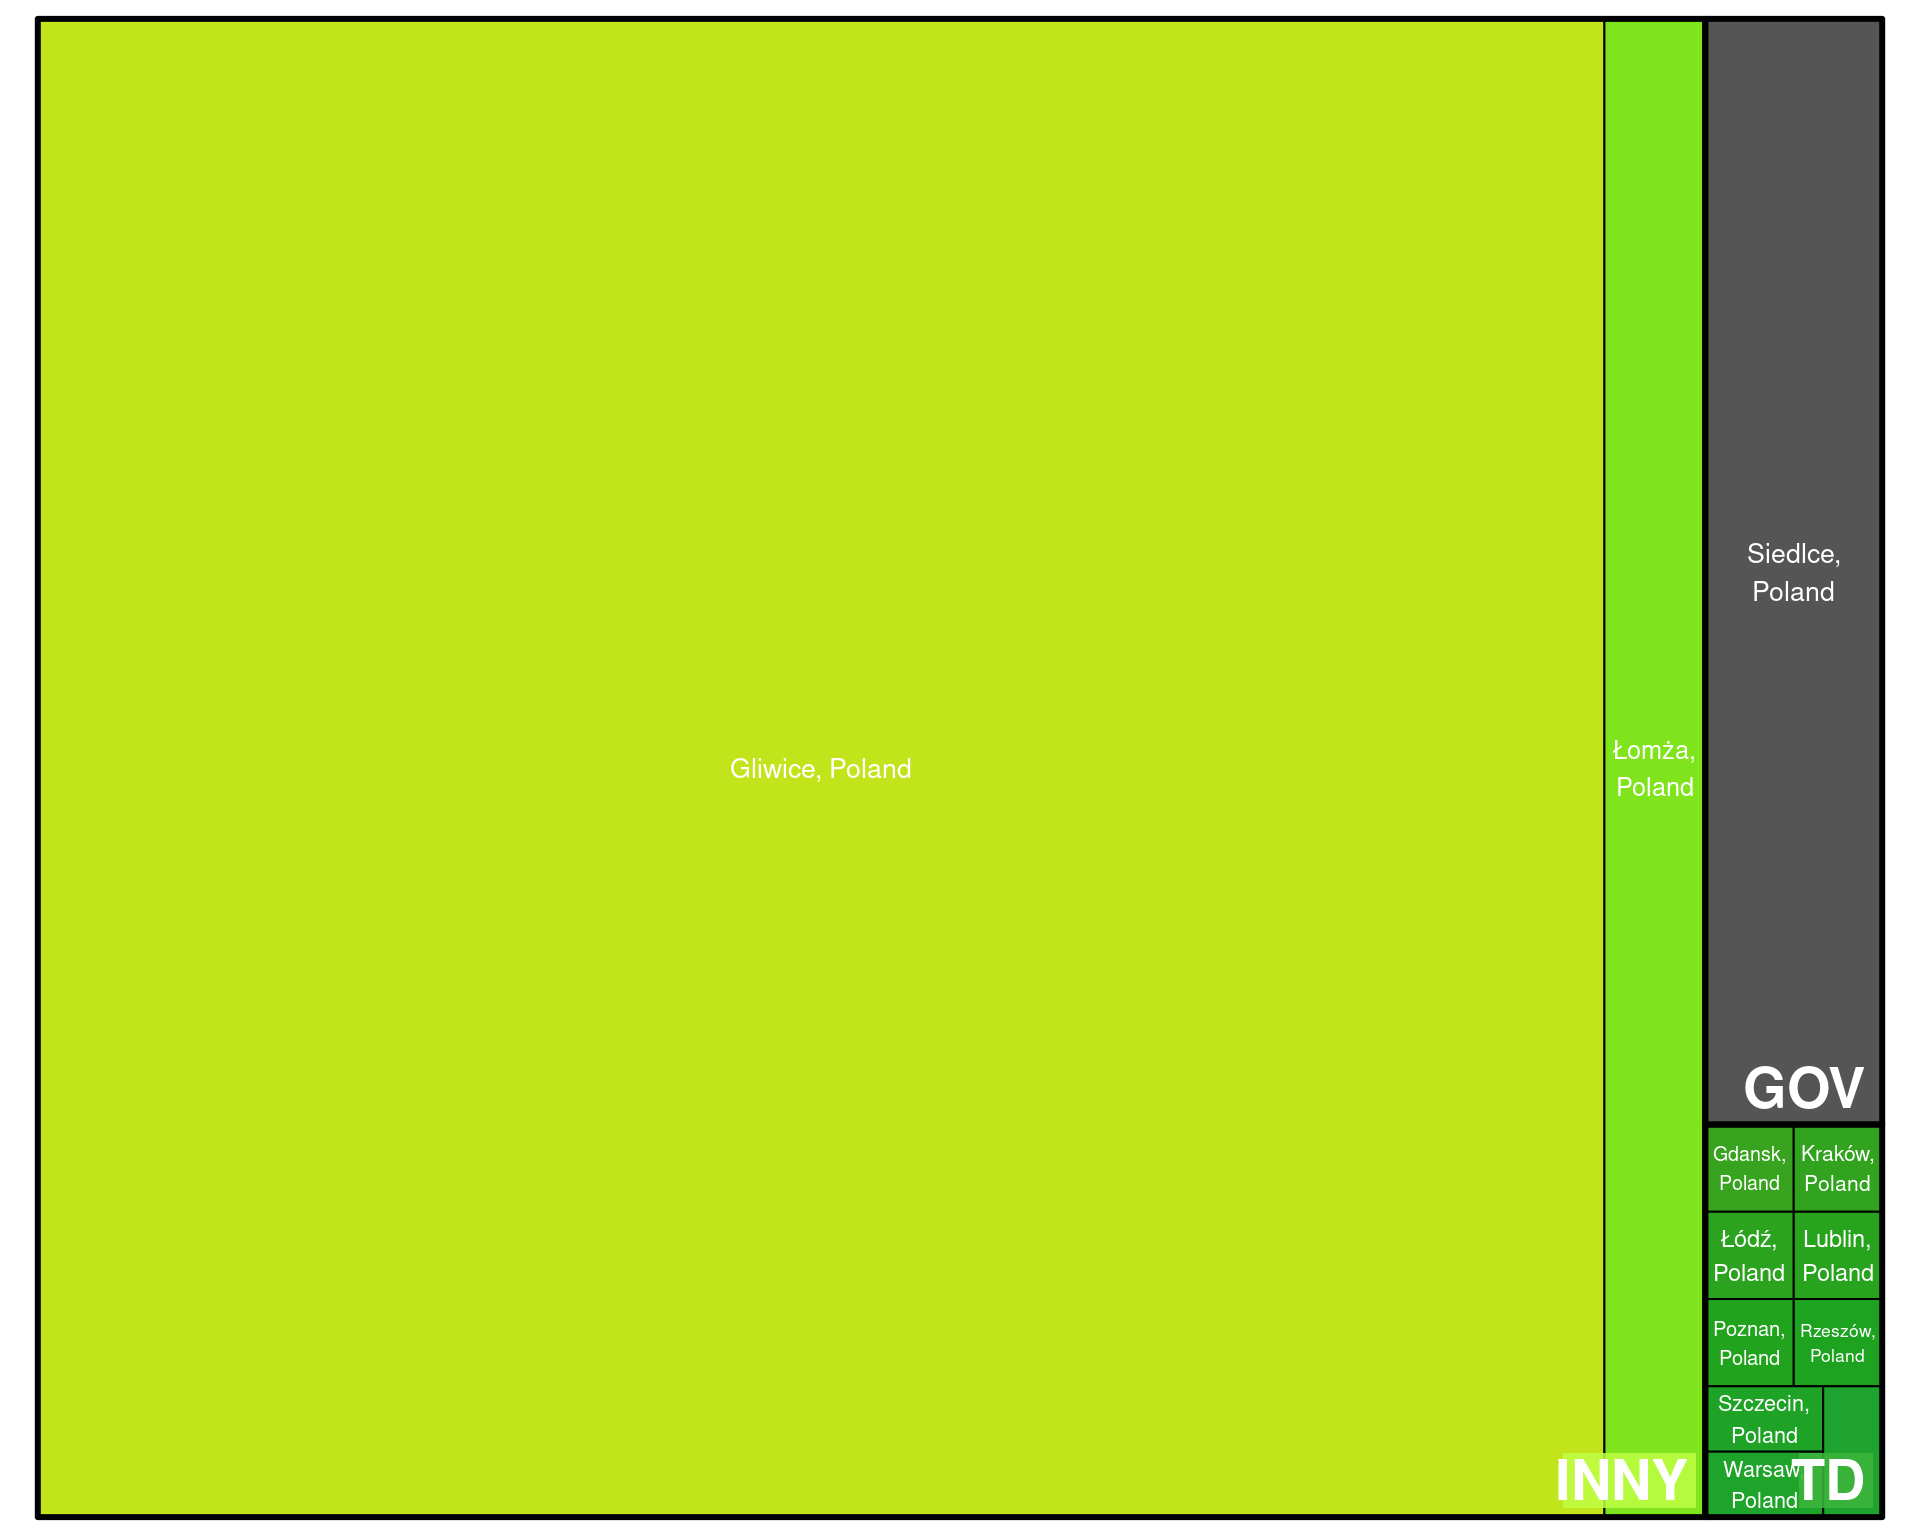 Gliwice, Poland
Łomża,
Poland
INNY
Siedlce,
Poland
GOV
Gdansk,
Poland
Kraków,
Poland
Łódź,
Poland
Lublin,
Poland
Poznan,
Poland
Rzeszów,
Poland
Szczecin,
Poland
Warsaw
Poland
TD